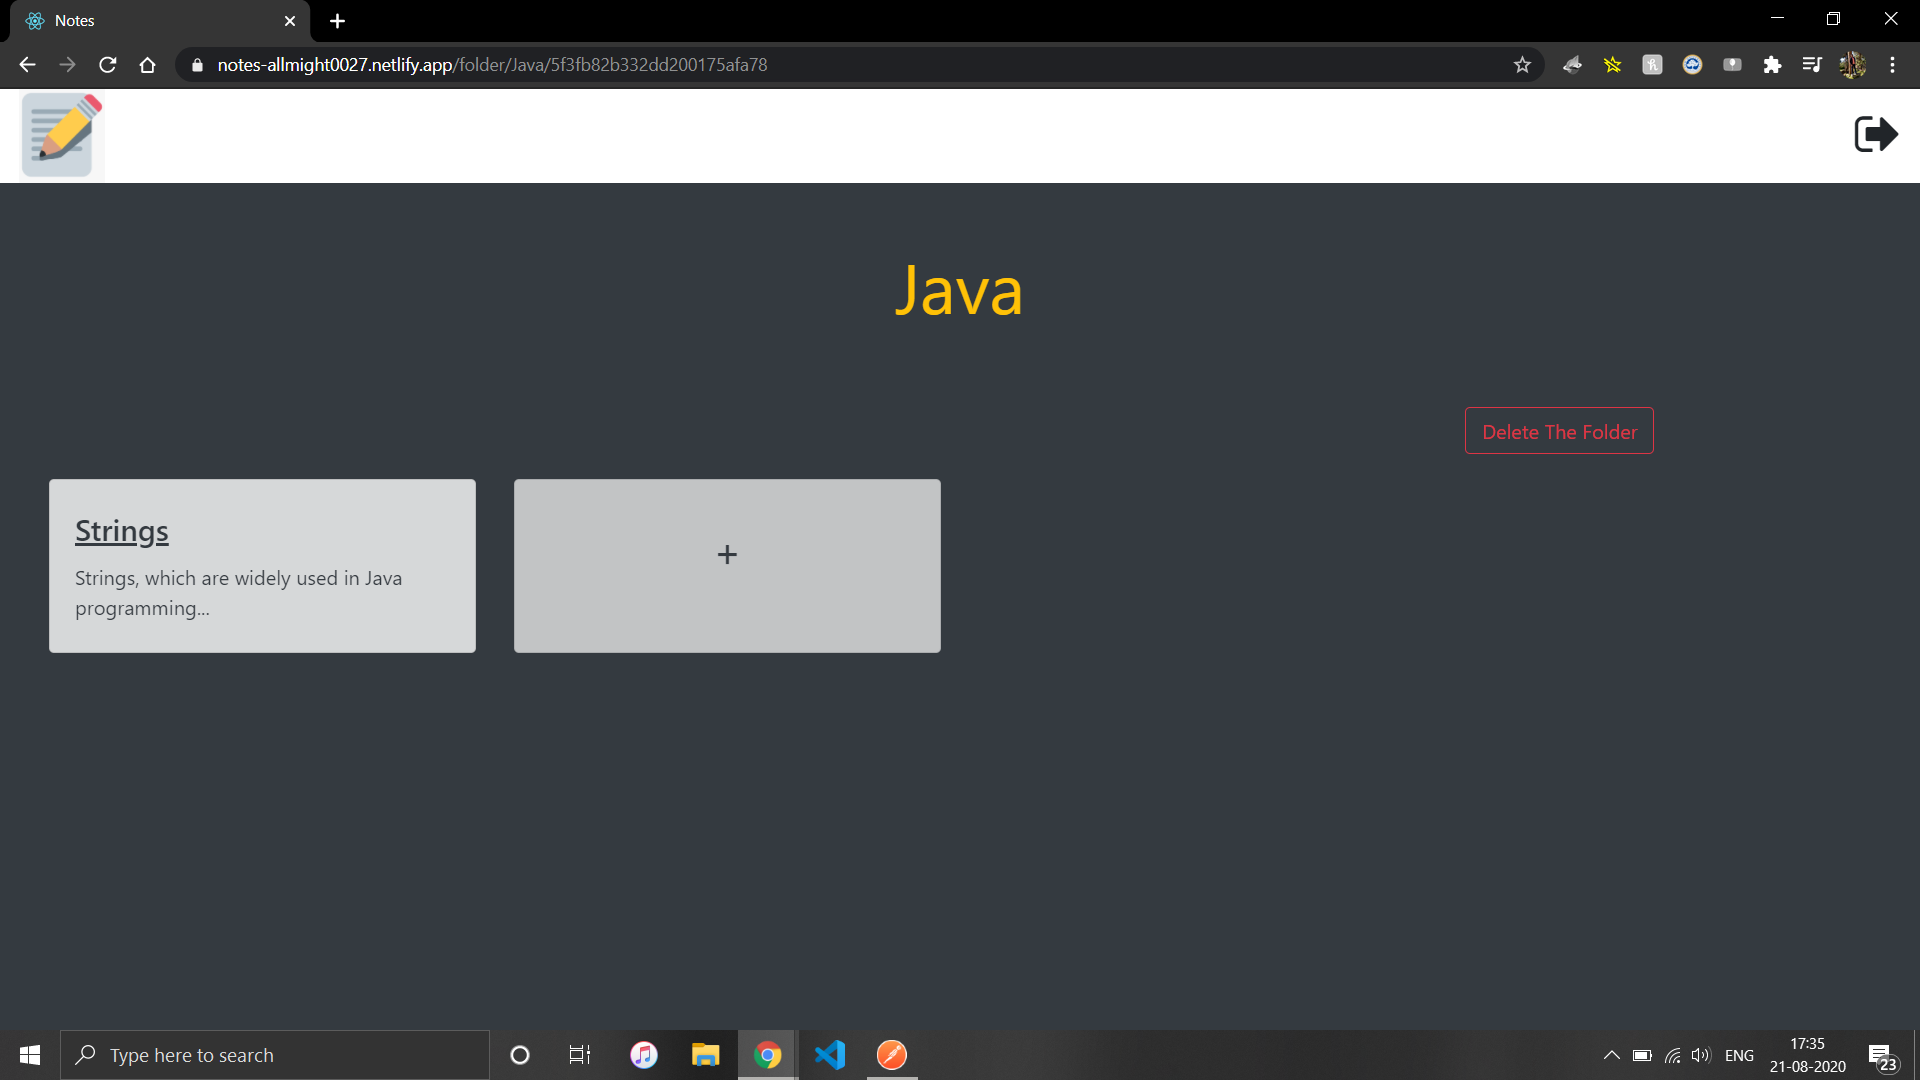 Notes
notes-allmight0027.netlify.app/folder/Java/5f3fb82b332dd200175afa78
Java
Delete The Folder
Strings
Strings, which are widely used in Java
programming...
+
Type here to search
ENG
17:35
21-08-2020
23